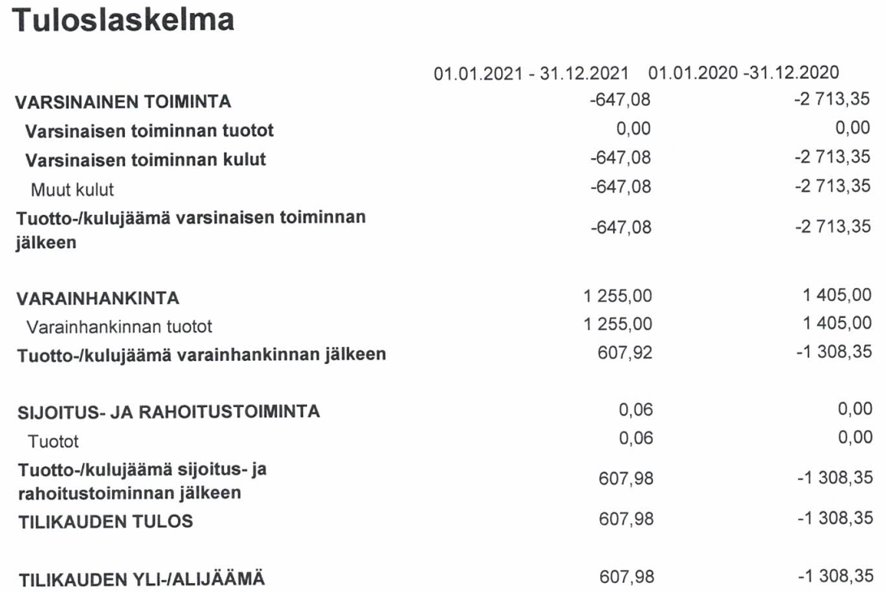 Tuloslaskelma
01.01.2021 - 31.12.2021 01.01.2020 -31.12.2020
VARSINAINEN TOIMINTA -647,08 -2 713,35
Varsinaisen toiminnan tuotot 0,00 0,00
Varsinaisen toiminnan kulut -647,08 -2 713,35
Muut kulut -647,08 -2 713,35
Tuotto-/kulujäämä varsinaisen toiminnan
jälkeen -647,08 -2 713,35
VARAINHANKINTA 1 255,00 1 405,00
Varainhankinnan tuotot 1 255,00 1 405,00
Tuotto-/kulujäämä varainhankinnan jälkeen 607,92 -1 308,35
SIJOITUS- JA RAHOITUSTOIMINTA 0,06 0,00
Tuotot 0,06 0,00
Tuotto-/kulujäämä sijoitus- ja
rahoitustoiminnan jälkeen 607,98 -1 308,35
TILIKAUDEN TULOS 607,98 -1 308,35
TILIKAUDEN YLI-/ALIJÄÄMÄ 607,98 -1 308,35